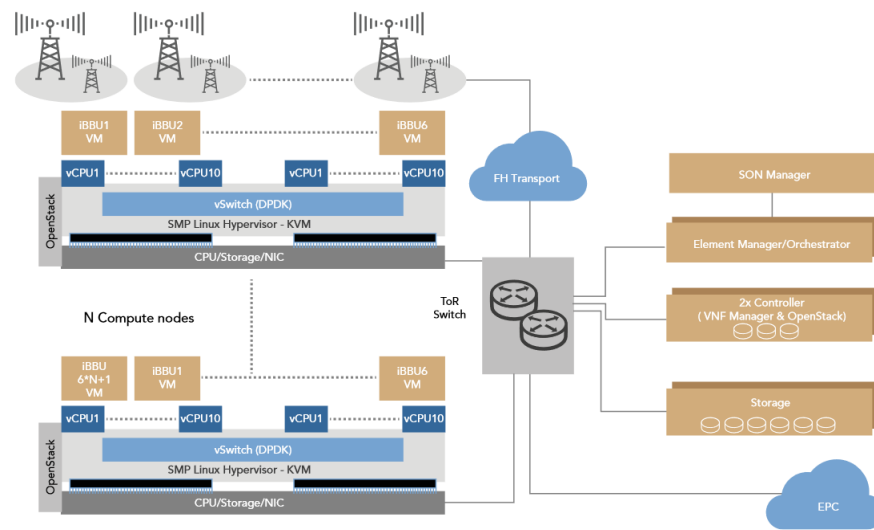 iBBU1
VM
iBBU2
VM
iBBU6
VM
vCPU1
vCPU10
vCPU1
vCPU10
OpenStack
vSwitch (DPDK)
SMP Linux Hypervisor - KVM
CPU/Storage/NIC
FH Transport
SON Manager
Element Manager/Orchestrator
2x Controller
( VNF Manager & OpenStack)
Storage
ToR
Switch
N Compute nodes
iBBU
6*N+1
VM
iBBU1
VM
iBBU6
VM
vCPU1
vCPU10
vCPU1
vCPU10
OpenStack
vSwitch (DPDK)
SMP Linux Hypervisor - KVM
CPU/Storage/NIC
EPC